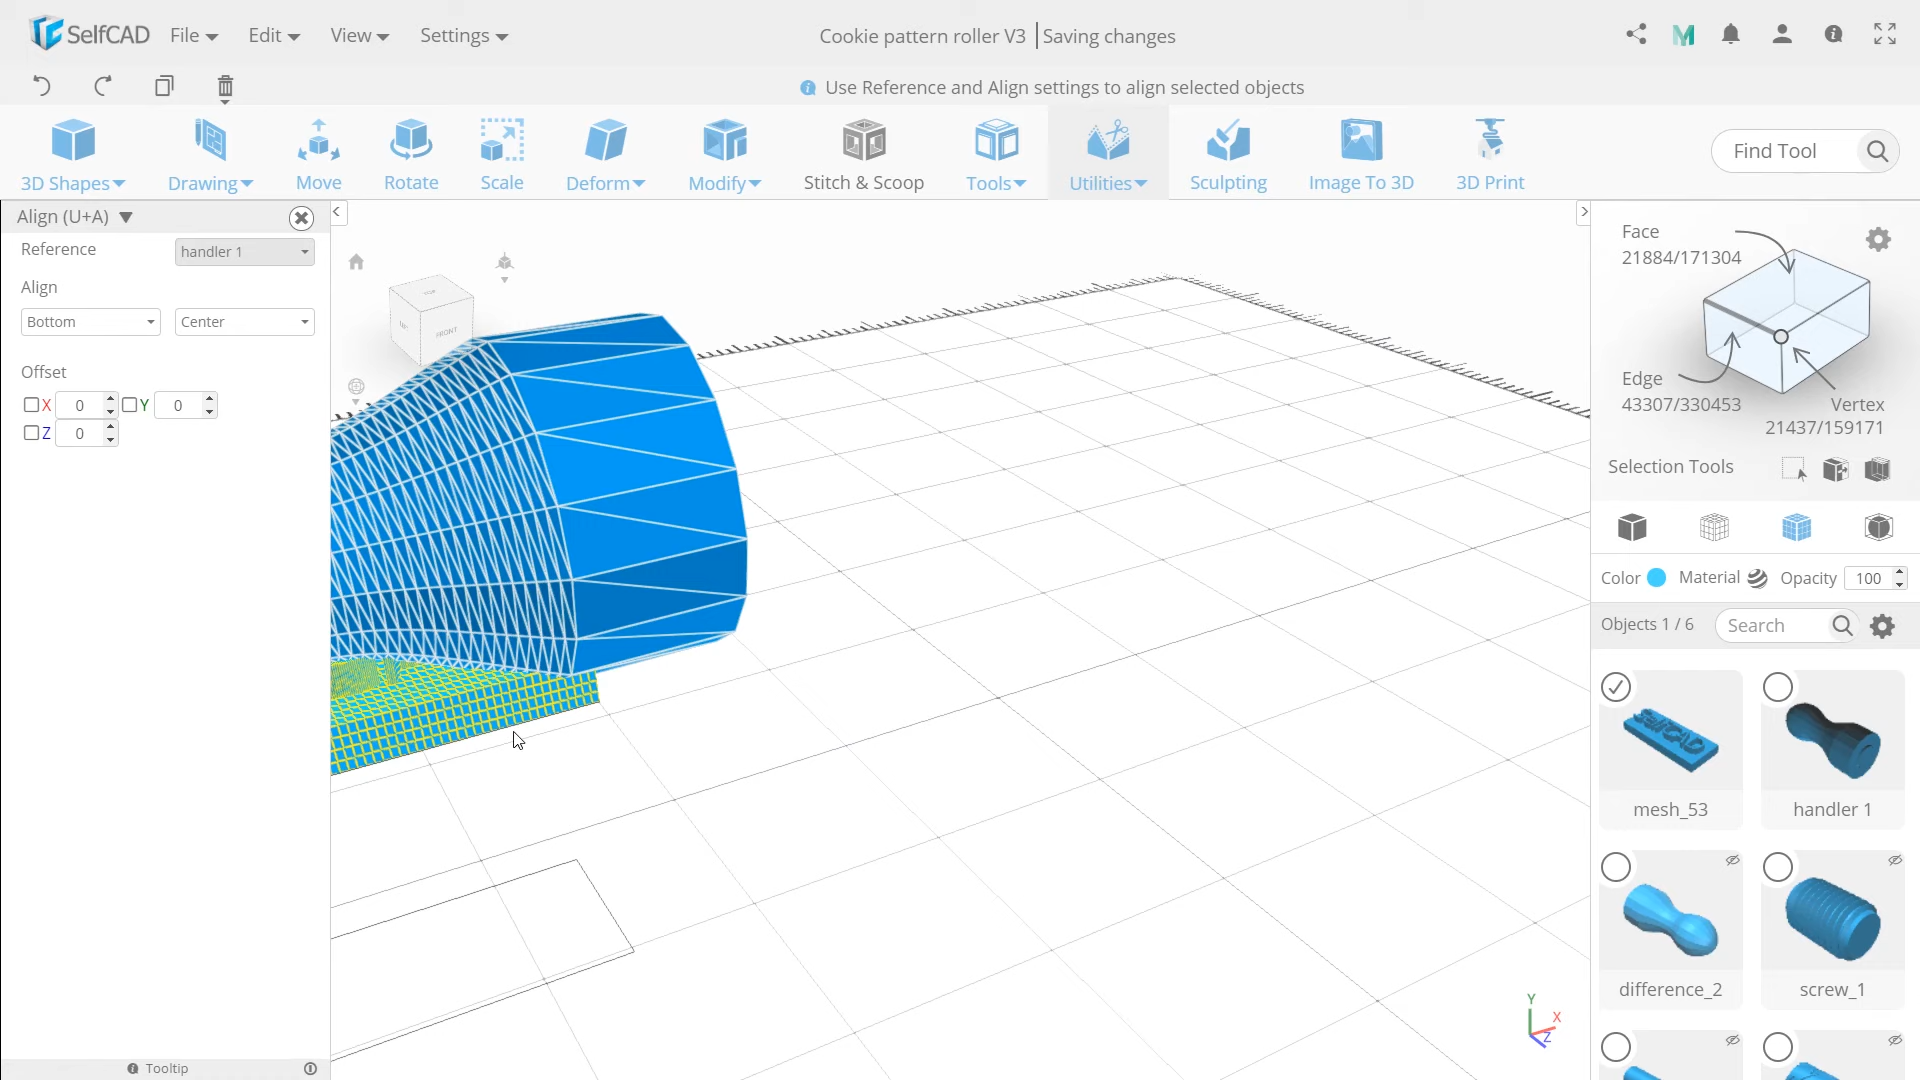 SelfCAD File Edit View Settings Cookie pattern roller V3 Saving changes
Use Reference and Align settings to align selected objects
3D Shapes Drawing Move Rotate Scale Deform Modify Stitch & Scoop Tools Utilities Sculpting Image To 3D 3D Print Find Tool
Align (U+A)
Reference handler 1
Align
Bottom Center
Offset
X 0 Y 0
Z 0
TOP
FRONT
Face
21884/171304
Edge
43307/330453
Vertex
21437/159171
Selection Tools
Color Material Opacity 100
Objects 1 / 6 Search
mesh_53 handler 1
difference_2 screw_1
Y
X
Z
Tooltip